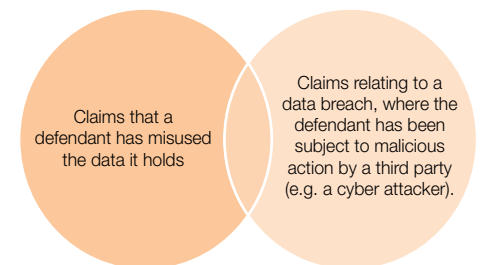 Claims that a
defendant has misused
the data it holds
Claims relating to a
data breach, where the
defendant has been
subject to malicious
action by a third party
(e.g. a cyber attacker).